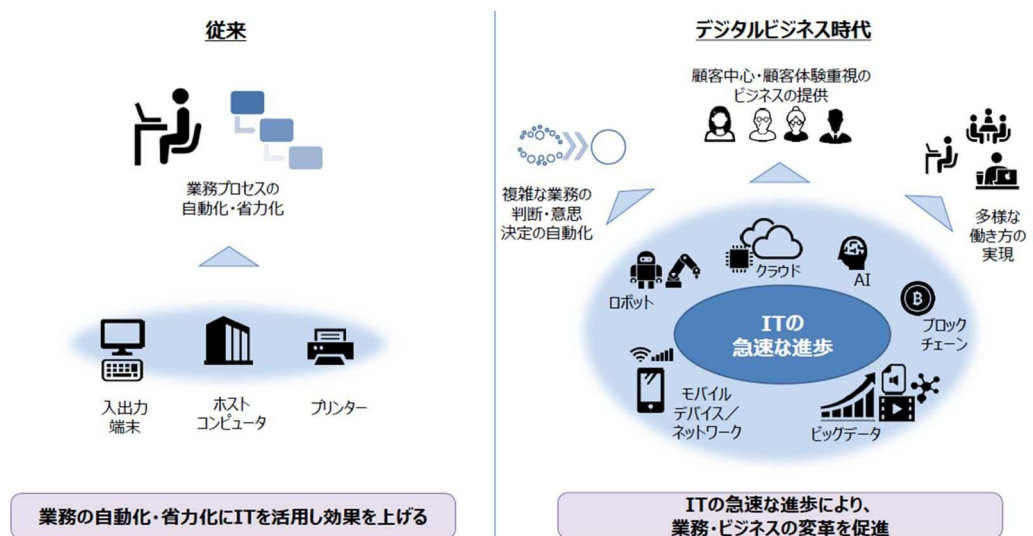 従来
業務プロセスの
自動化・省力化
入出力
端末
ホスト
コンピュータ
プリンター
業務の自動化・省力化にITを活用し効果を上げる
デジタルビジネス時代
顧客中心・顧客体験重視の
ビジネスの提供
複雑な業務の
判断・意思
決定の自動化
多様な
働き方の
実現
クラウド
AI
ロボット
ブロック
チェーン
ITの
急速な進歩
モバイル
デバイス／
ネットワーク
ビッグデータ
ITの急速な進歩により、
業務・ビジネスの変革を促進